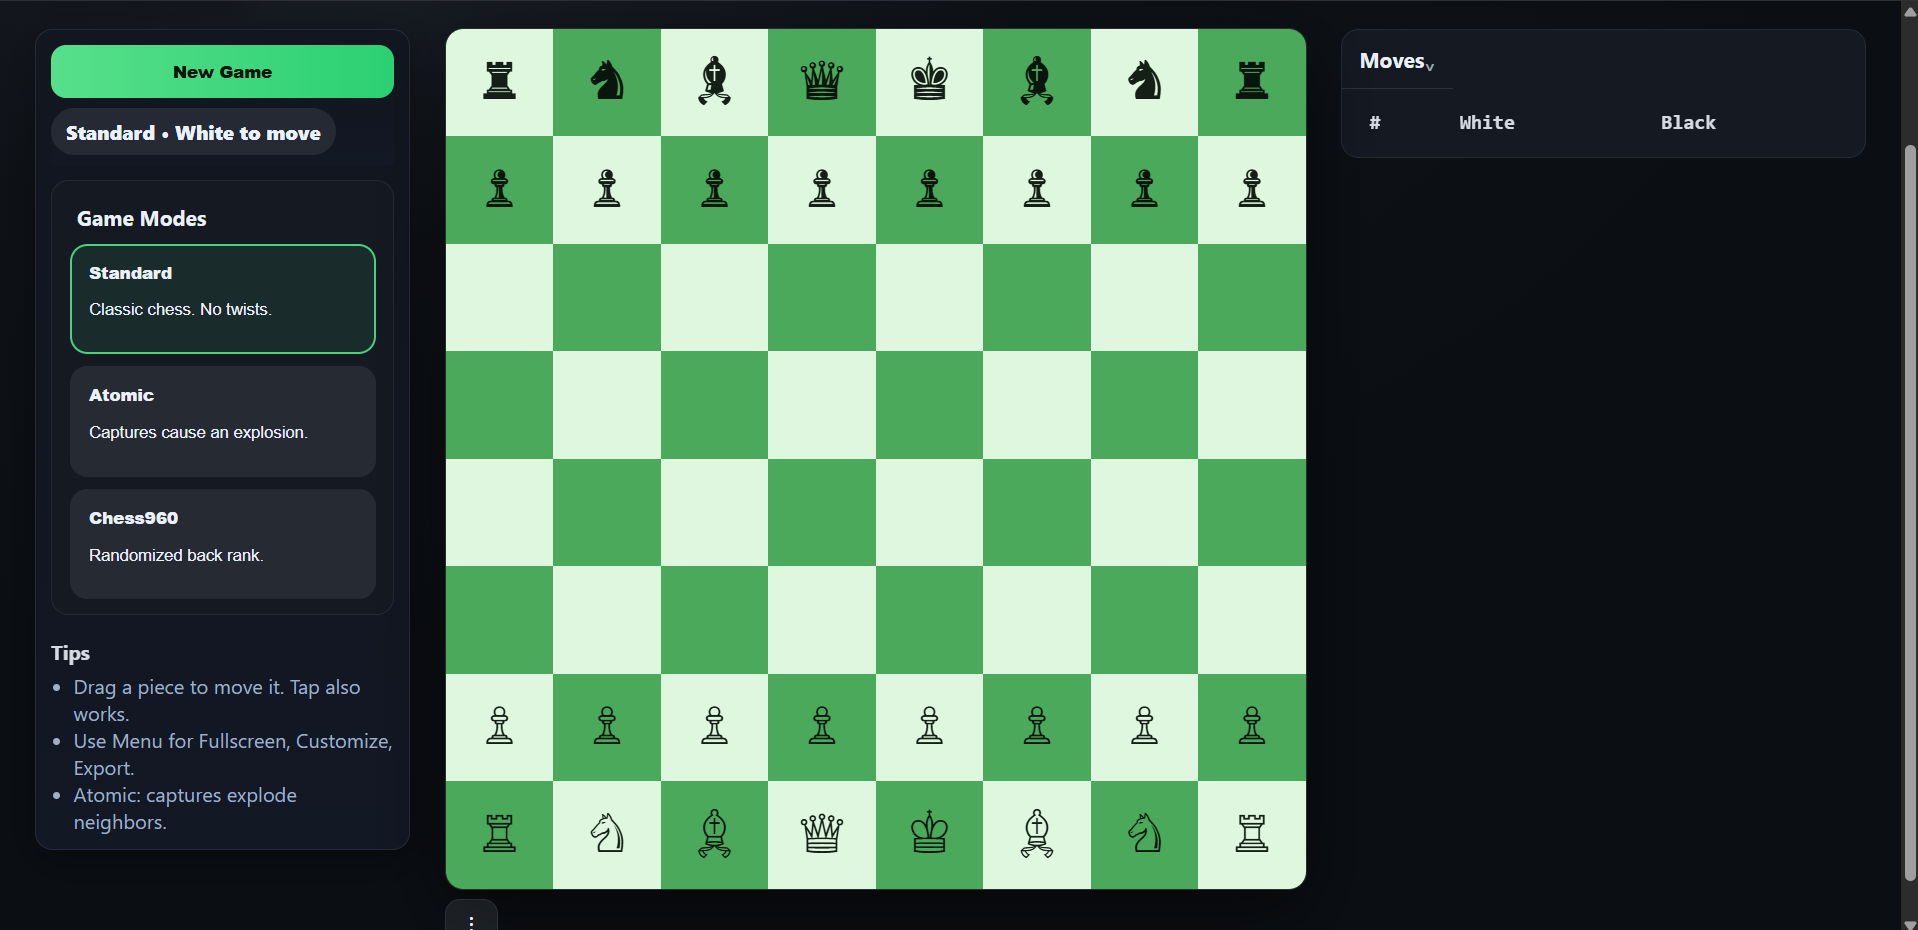 New Game
Standard • White to move
Game Modes
Standard
Classic chess. No twists.
Atomic
Captures cause an explosion.
Chess960
Randomized back rank.
Tips
• Drag a piece to move it. Tap also
works.
• Use Menu for Fullscreen, Customize,
Export.
• Atomic: captures explode
neighbors.
Moves
# White Black